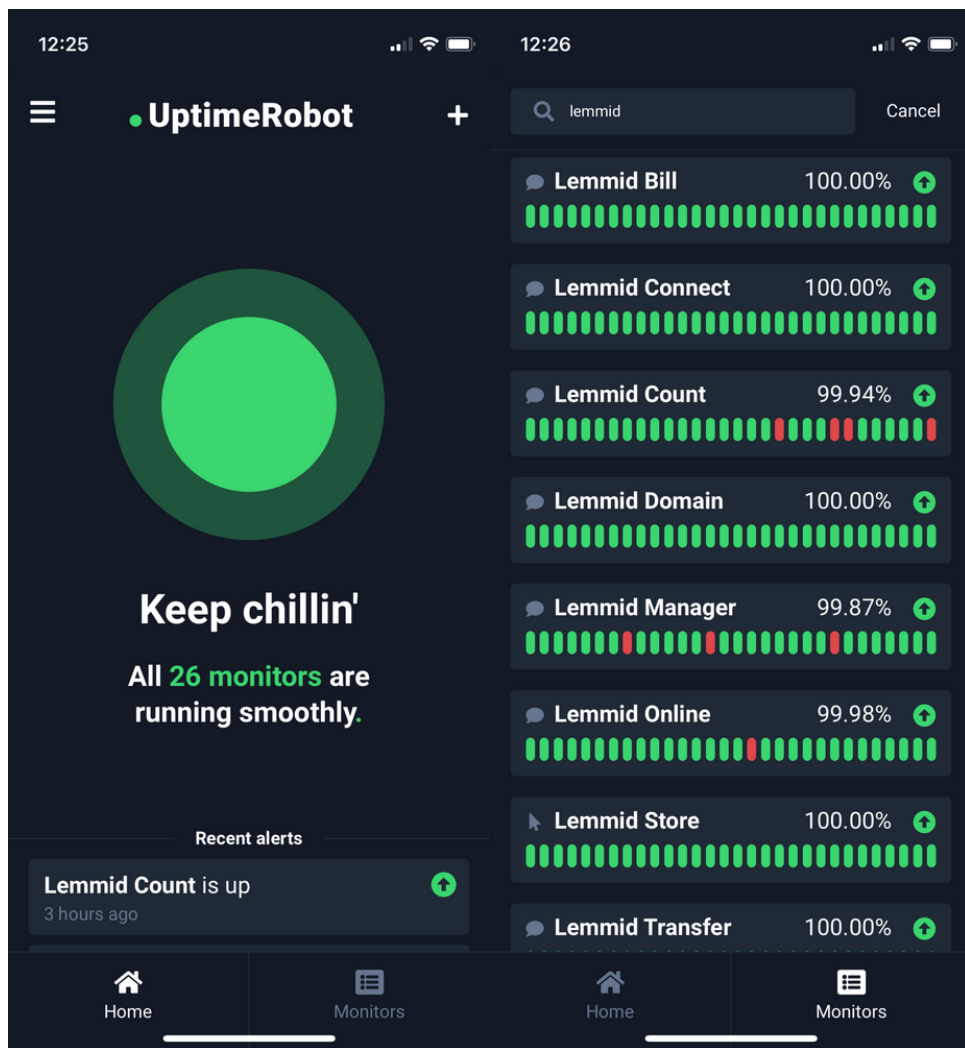 12:25
UptimeRobot
Keep chillin'
All 26 monitors are
running smoothly.
Recent alerts
Lemmid Count is up
3 hours ago
Home
Monitors
12:26
lemmid
Cancel
Lemmid Bill 100.00%
Lemmid Connect 100.00%
Lemmid Count 99.94%
Lemmid Domain 100.00%
Lemmid Manager 99.87%
Lemmid Online 99.98%
Lemmid Store 100.00%
Lemmid Transfer 100.00%
Home
Monitors